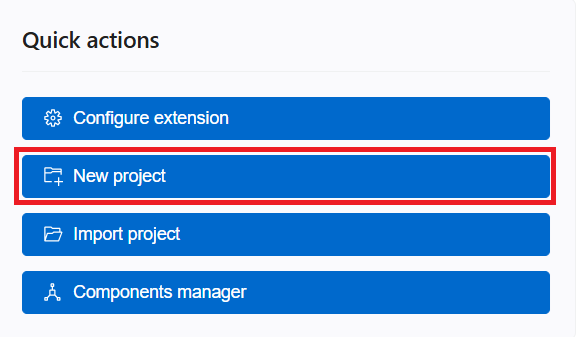 Quick actions
Configure extension
New project
Import project
Components manager